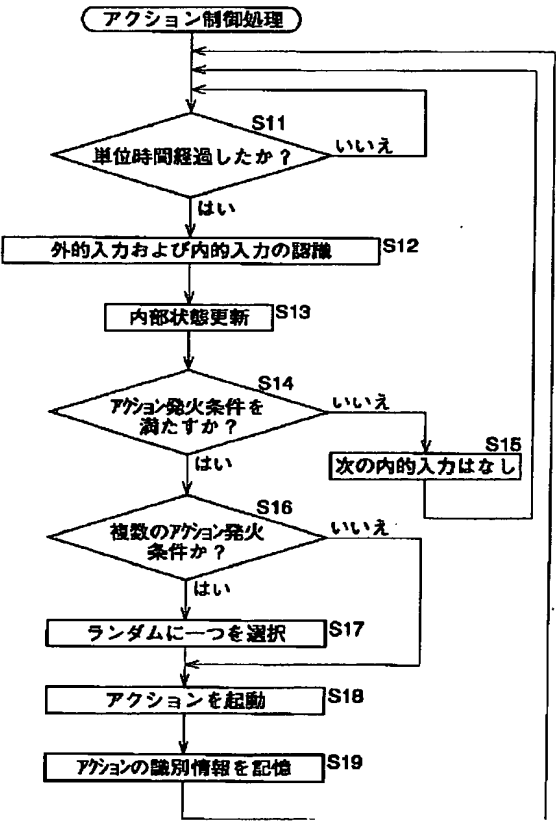 アクション制御処理
S11
単位時間経過したか？
いいえ
はい
外的入力および内的入力の認識
S12
内部状態更新
S13
S14
アクション発火条件を
満たすか？
いいえ
はい
S15
次の内的入力はなし
S16
複数のアクション発火
条件か？
いいえ
はい
ランダムに一つを選択
S17
アクションを起動
S18
アクションの識別情報を記憶
S19